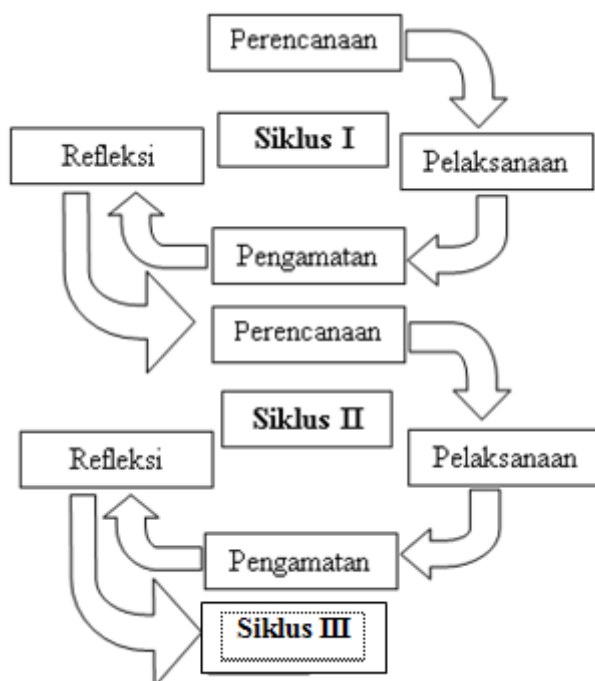 Perencanaan
Siklus I
Refleksi
Pelaksanaan
Pengamatan
Perencanaan
Siklus II
Refleksi
Pelaksanaan
Pengamatan
Siklus III